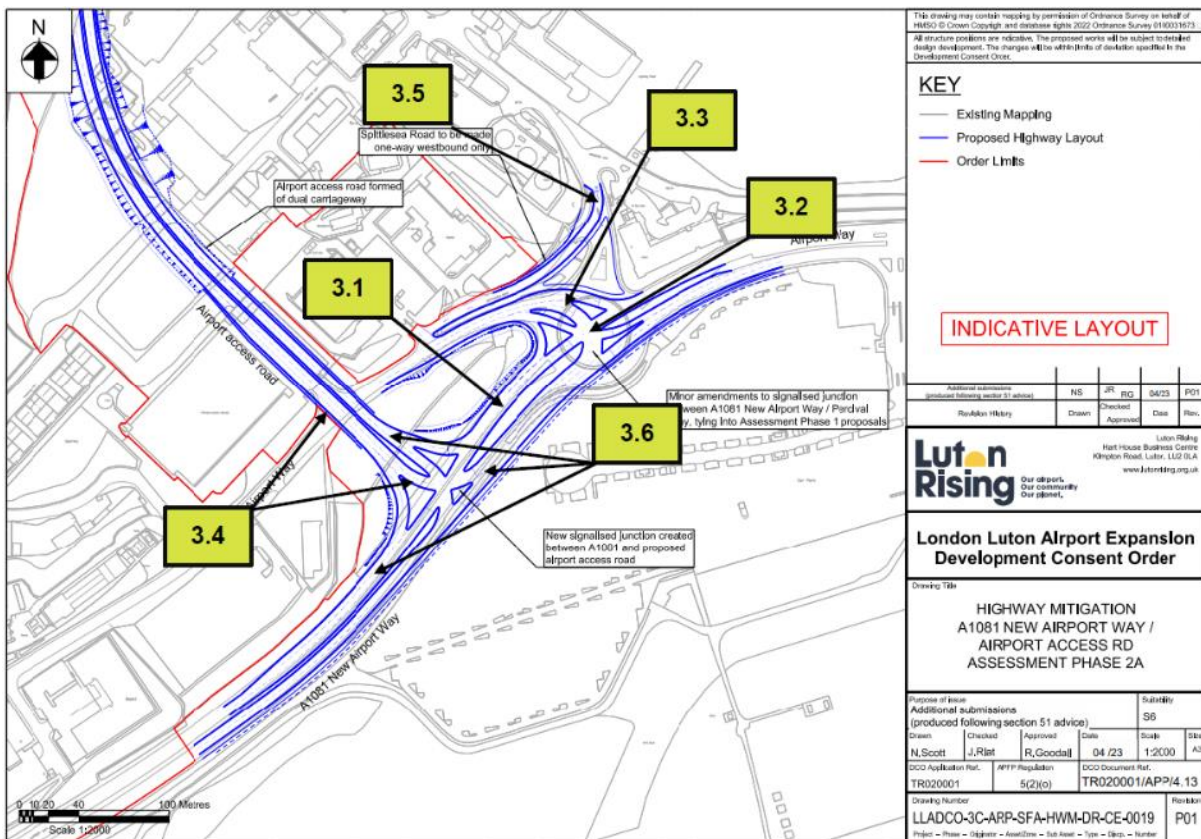 N
3.5
3.3
3.2
3.1
3.6
3.4
Spittlesea Road to be made
one-way westbound only
Airport access road formed
of dual carriageway
Airport Way
Airport access road
Minor amendments to signalised junction
between A1081 New Airport Way / Percival
tying into Assessment Phase 1 proposals
Airport Way
New signalised junction created
between A1081 and proposed
airport access road
A1081 New Airport Way
0 10 20 40 100 Metres
Scale 1:2000
This drawing may contain mapping by permission of Ordnance Survey on behalf of
HMSO © Crown Copyright and database rights 2022 Ordnance Survey 0100031673
All structure positions are indicative. The proposed works will be subject to detailed
design development. The changes will be within limits of deviation specified in the
Development Consent Order.
KEY
Existing Mapping
Proposed Highway Layout
Order Limits
INDICATIVE LAYOUT
Additional submissions
(produced following section 51 advice)
NS
JR
RG
04/23
P01
Revision History
Drawn
Checked
Approved
Date
Rev.
Luton
Rising
Our airport.
Our community
Our planet.
Luton Rising
Hart House Business Centre
Kimpton Road, Luton, LU2 0LA
www.lutonrising.org.uk
London Luton Airport Expansion
Development Consent Order
Drawing Title
HIGHWAY MITIGATION
A1081 NEW AIRPORT WAY /
AIRPORT ACCESS RD
ASSESSMENT PHASE 2A
Purpose of issue
Additional submissions
(produced following section 51 advice)
Suitability
S6
Drawn
N.Scott
Checked
J.Riat
Approved
R.Goodall
Date
04 /23
Scale
1:2000
Size
A3
DCO Application Ref.
TR020001
APFP Regulation
5(2)(o)
DCO Document Ref.
TR020001/APP/4.13
Drawing Number
LLADCO-3C-ARP-SFA-HWM-DR-CE-0019
Revision
P01
Project – Phase – Originator – Asset/Zone – Sub Asset – Type – Discp. – Number